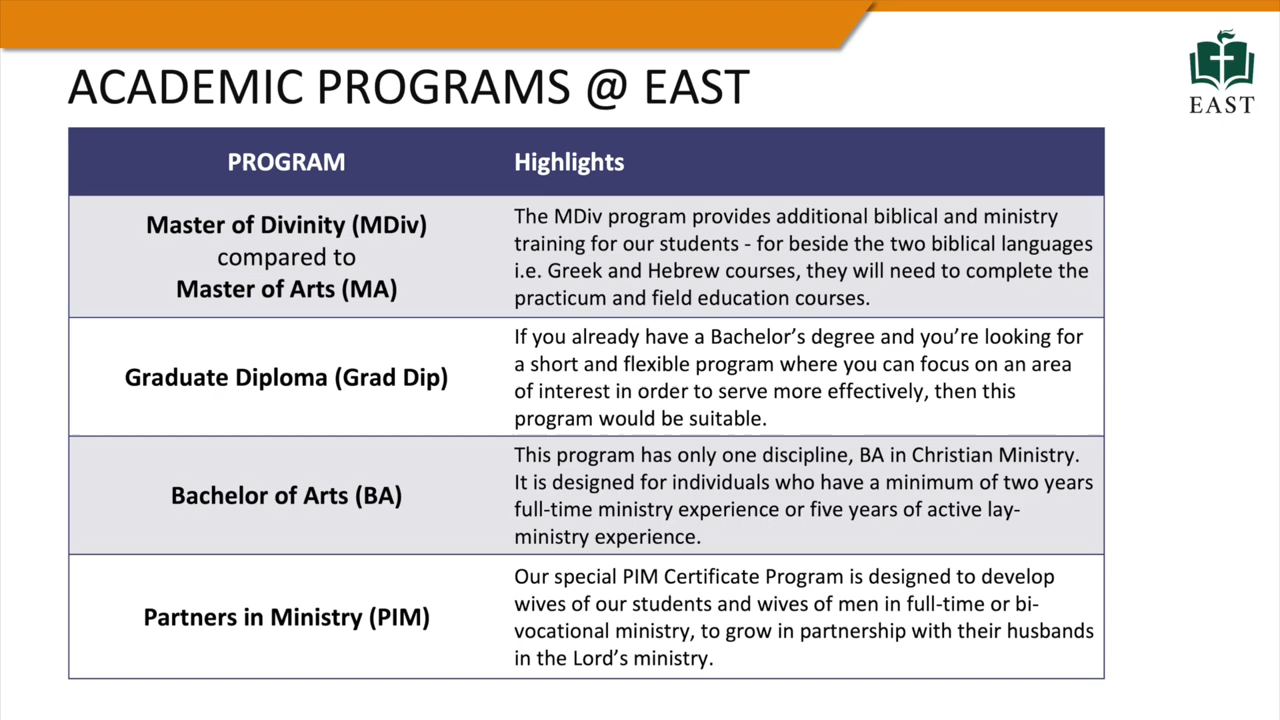 ACADEMIC PROGRAMS @ EAST
EAST
PROGRAM
Highlights
Master of Divinity (MDiv)
compared to
Master of Arts (MA)
The MDiv program provides additional biblical and ministry
training for our students - for beside the two biblical languages
i.e. Greek and Hebrew courses, they will need to complete the
practicum and field education courses.
Graduate Diploma (Grad Dip)
If you already have a Bachelor’s degree and you’re looking for
a short and flexible program where you can focus on an area
of interest in order to serve more effectively, then this
program would be suitable.
Bachelor of Arts (BA)
This program has only one discipline, BA in Christian Ministry.
It is designed for individuals who have a minimum of two years
full-time ministry experience or five years of active lay-
ministry experience.
Partners in Ministry (PIM)
Our special PIM Certificate Program is designed to develop
wives of our students and wives of men in full-time or bi-
vocational ministry, to grow in partnership with their husbands
in the Lord’s ministry.